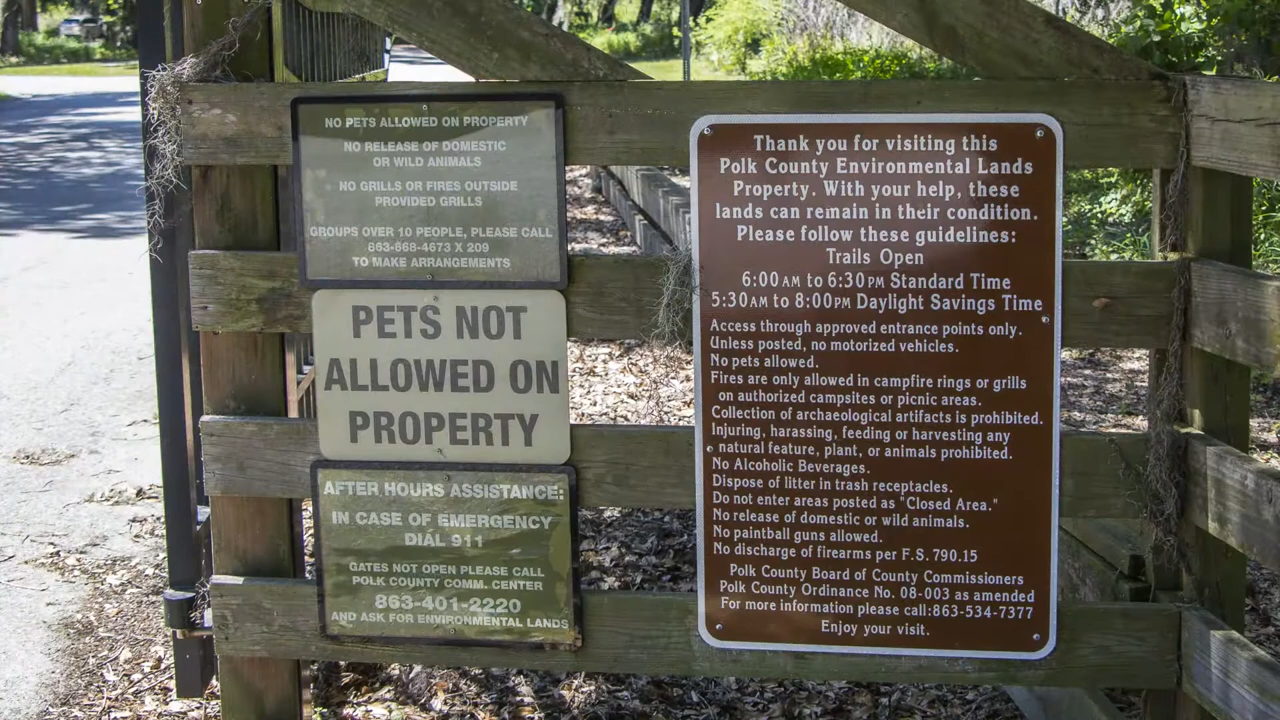 NO PETS ALLOWED ON PROPERTY
NO RELEASE OF DOMESTIC
OR WILD ANIMALS
NO GRILLS OR FIRES OUTSIDE
PROVIDED GRILLS
GROUPS OVER 10 PEOPLE, PLEASE CALL
863-668-4673 X 209
TO MAKE ARRANGEMENTS
PETS NOT
ALLOWED ON
PROPERTY
AFTER HOURS ASSISTANCE:
IN CASE OF EMERGENCY
DIAL 911
GATES NOT OPEN PLEASE CALL
POLK COUNTY COMM. CENTER
863-401-2220
AND ASK FOR ENVIRONMENTAL LANDS
Thank you for visiting this
Polk County Environmental Lands
Property. With your help, these
lands can remain in their condition.
Please follow these guidelines:
Trails Open
6:00 AM to 6:30 PM Standard Time
5:30 AM to 8:00 PM Daylight Savings Time
Access through approved entrance points only.
Unless posted, no motorized vehicles.
No pets allowed.
Fires are only allowed in campfire rings or grills
on authorized campsites or picnic areas.
Collection of archaeological artifacts is prohibited.
Injuring, harassing, feeding or harvesting any
natural feature, plant, or animals prohibited.
No Alcoholic Beverages.
Dispose of litter in trash receptacles.
Do not enter areas posted as "Closed Area."
No release of domestic or wild animals.
No paintball guns allowed.
No discharge of firearms per F.S. 790.15
Polk County Board of County Commissioners
Polk County Ordinance No. 08-003 as amended
For more information please call:863-534-7377
Enjoy your visit.